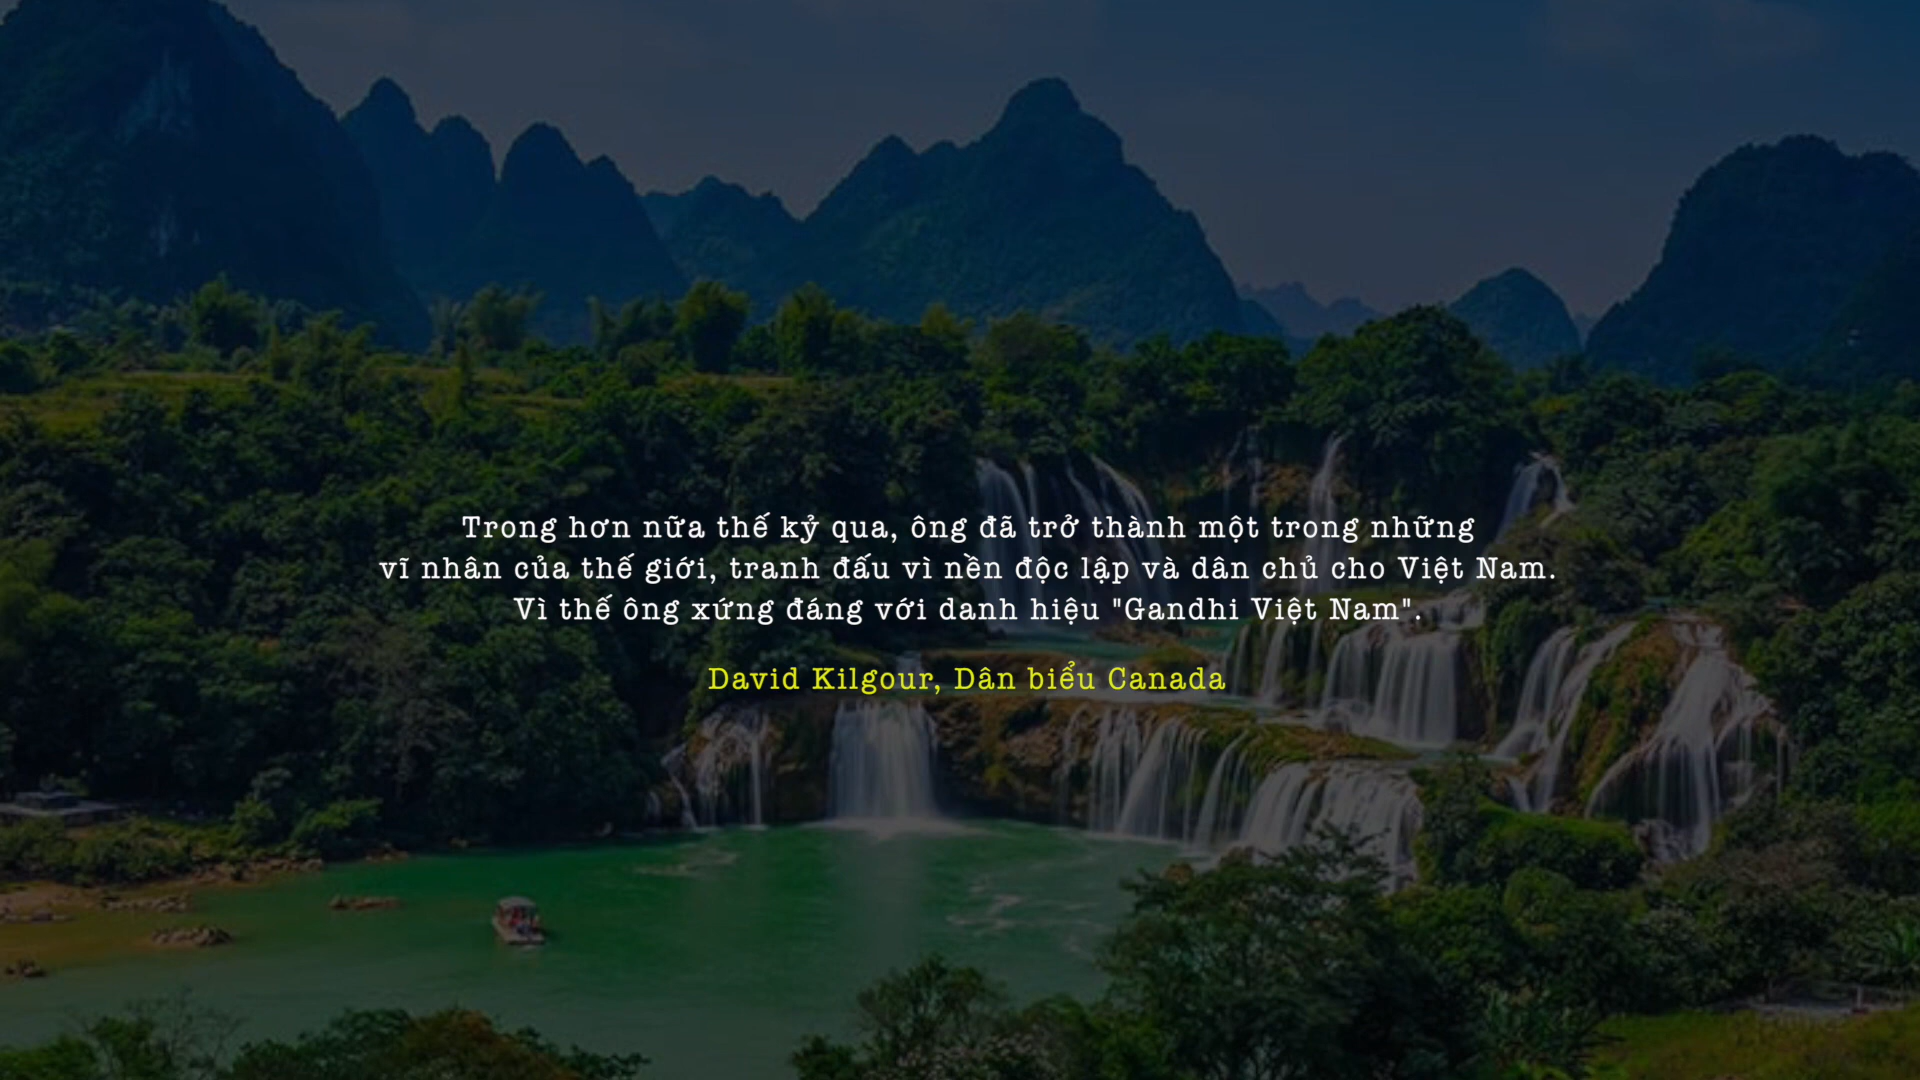 Trong hơn nữa thế kỷ qua, ông đã trở thành một trong những
vĩ nhân của thế giới, tranh đấu vì nền độc lập và dân chủ cho Việt Nam.
Vì thế ông xứng đáng với danh hiệu "Gandhi Việt Nam".
David Kilgour, Dân biểu Canada